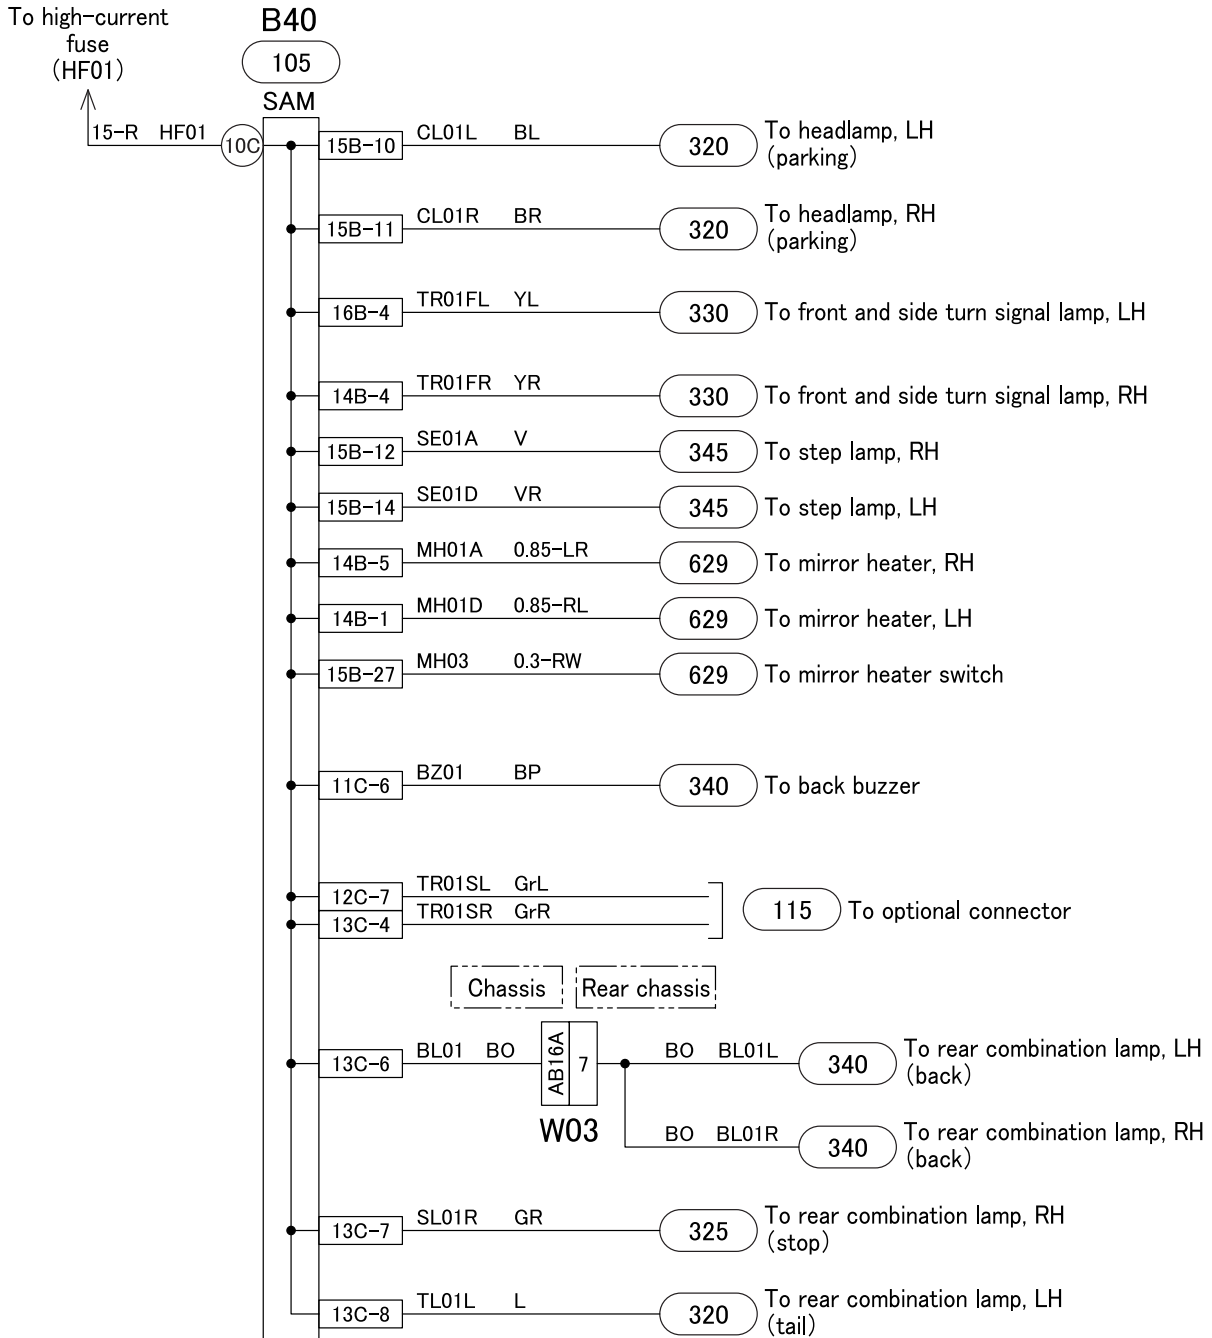 To high-current
fuse
(HF01)
B40
105
SAM
15-R HF01 10C
15B-10 CL01L BL 320 To headlamp, LH
(parking)
15B-11 CL01R BR 320 To headlamp, RH
(parking)
16B-4 TR01FL YL 330 To front and side turn signal lamp, LH
14B-4 TR01FR YR 330 To front and side turn signal lamp, RH
15B-12 SE01A V 345 To step lamp, RH
15B-14 SE01D VR 345 To step lamp, LH
14B-5 MH01A 0.85-LR 629 To mirror heater, RH
14B-1 MH01D 0.85-RL 629 To mirror heater, LH
15B-27 MH03 0.3-RW 629 To mirror heater switch
11C-6 BZ01 BP 340 To back buzzer
12C-7 TR01SL GrL
13C-4 TR01SR GrR
115 To optional connector
Chassis Rear chassis
13C-6 BL01 BO AB16A 7 BO BL01L 340 To rear combination lamp, LH
(back)
W03
BO BL01R 340 To rear combination lamp, RH
(back)
13C-7 SL01R GR 325 To rear combination lamp, RH
(stop)
13C-8 TL01L L 320 To rear combination lamp, LH
(tail)